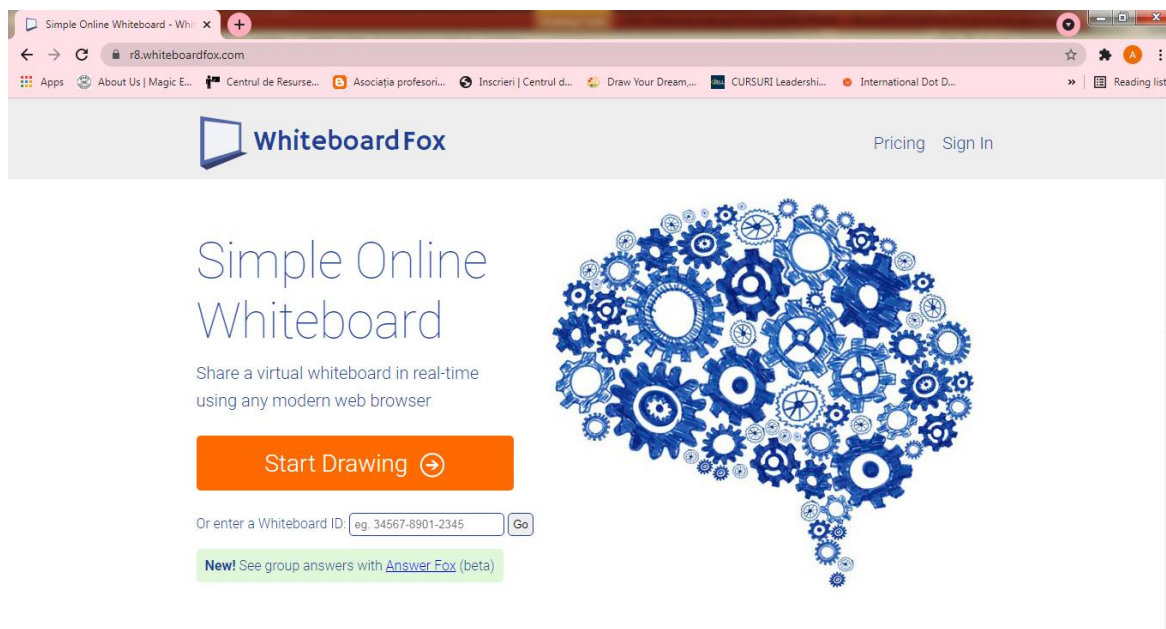 Simple Online Whiteboard - Whit
r8.whiteboardfox.com
Apps
About Us | Magic E...
Centrul de Resurse...
Asociația profesori...
Inscrieri | Centrul d...
Draw Your Dream,...
CURSURI Leadershi...
International Dot D...
»
Reading list
Whiteboard Fox
Pricing
Sign In
Simple Online
Whiteboard
Share a virtual whiteboard in real-time
using any modern web browser
Start Drawing
Or enter a Whiteboard ID: eg. 34567-8901-2345 Go
New! See group answers with Answer Fox (beta)